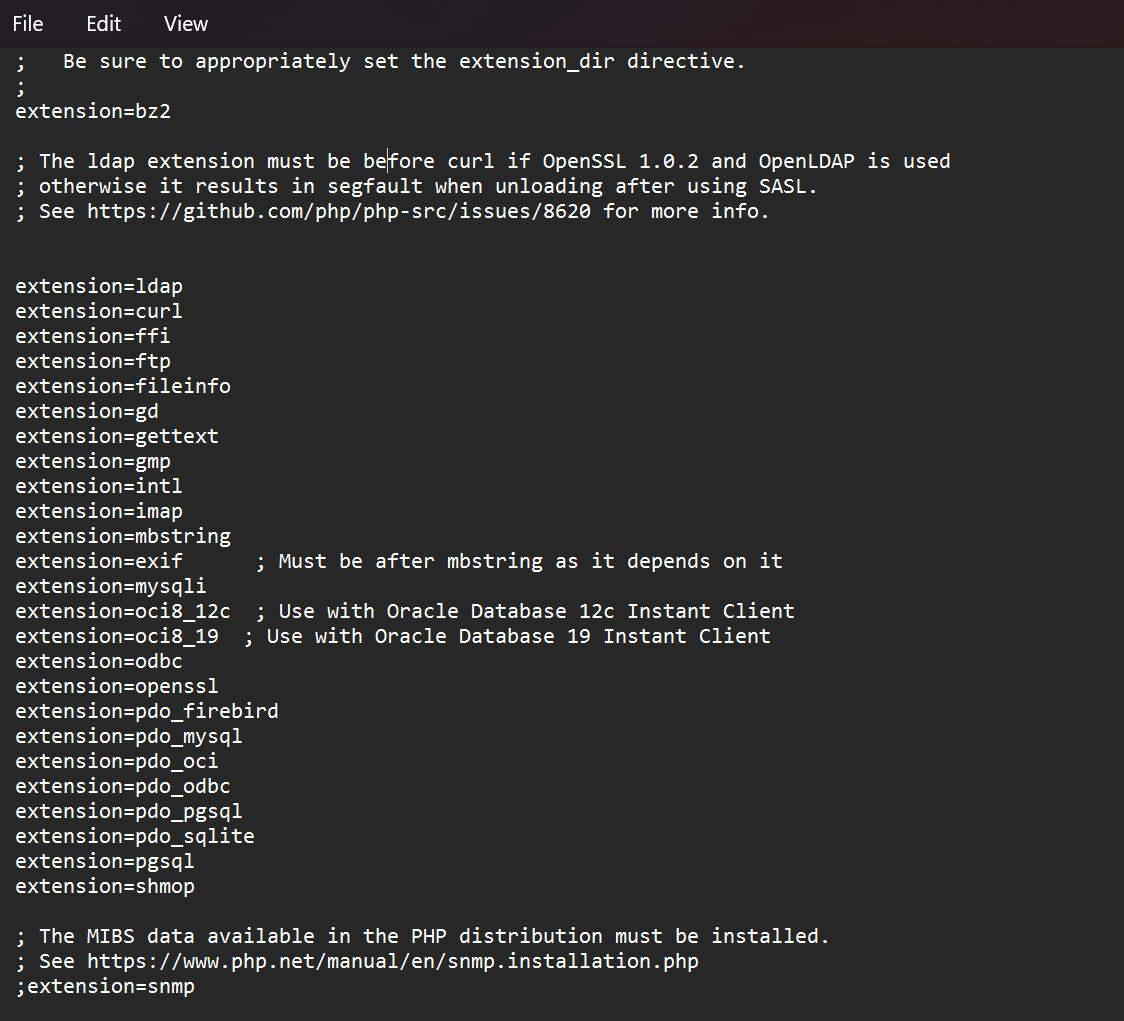 File Edit View
;   Be sure to appropriately set the extension_dir directive.
;
extension=bz2
; The ldap extension must be before curl if OpenSSL 1.0.2 and OpenLDAP is used
; otherwise it results in segfault when unloading after using SASL.
; See https://github.com/php/php-src/issues/8620 for more info.
extension=ldap
extension=curl
extension=ffi
extension=ftp
extension=fileinfo
extension=gd
extension=gettext
extension=gmp
extension=intl
extension=imap
extension=mbstring
extension=exif      ; Must be after mbstring as it depends on it
extension=mysqli
extension=oci8_12c  ; Use with Oracle Database 12c Instant Client
extension=oci8_19  ; Use with Oracle Database 19 Instant Client
extension=odbc
extension=openssl
extension=pdo_firebird
extension=pdo_mysql
extension=pdo_oci
extension=pdo_odbc
extension=pdo_pgsql
extension=pdo_sqlite
extension=pgsql
extension=shmop
; The MIBS data available in the PHP distribution must be installed.
; See https://www.php.net/manual/en/snmp.installation.php
;extension=snmp